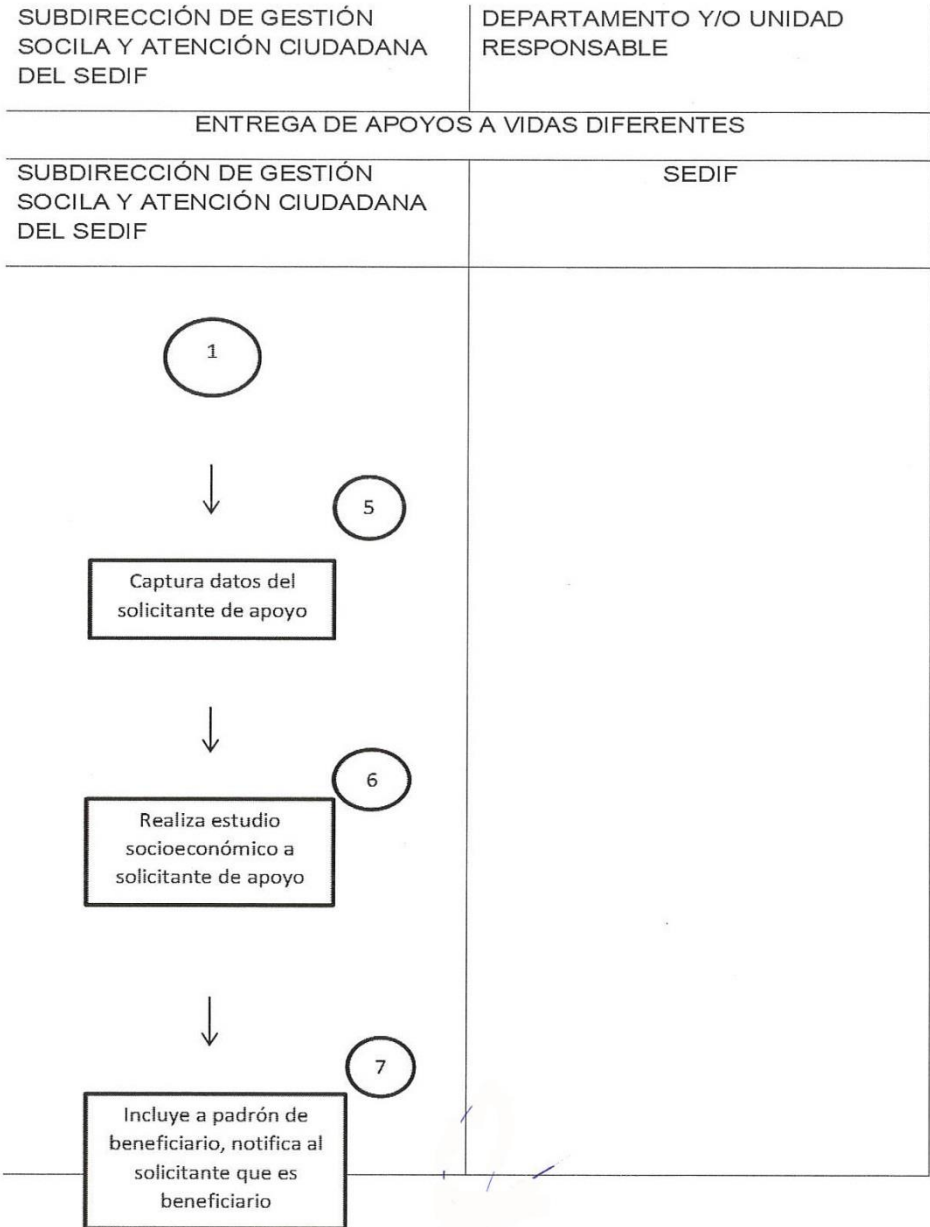 SUBDIRECCIÓN DE GESTIÓN
SOCILA Y ATENCIÓN CIUDADANA
DEL SEDIF
DEPARTAMENTO Y/O UNIDAD
RESPONSABLE
ENTREGA DE APOYOS A VIDAS DIFERENTES
SUBDIRECCIÓN DE GESTIÓN
SOCILA Y ATENCIÓN CIUDADANA
DEL SEDIF
SEDIF
1
5
Captura datos del
solicitante de apoyo
6
Realiza estudio
socioeconómico a
solicitante de apoyo
7
Incluye a padrón de
beneficiario, notifica al
solicitante que es
beneficiario